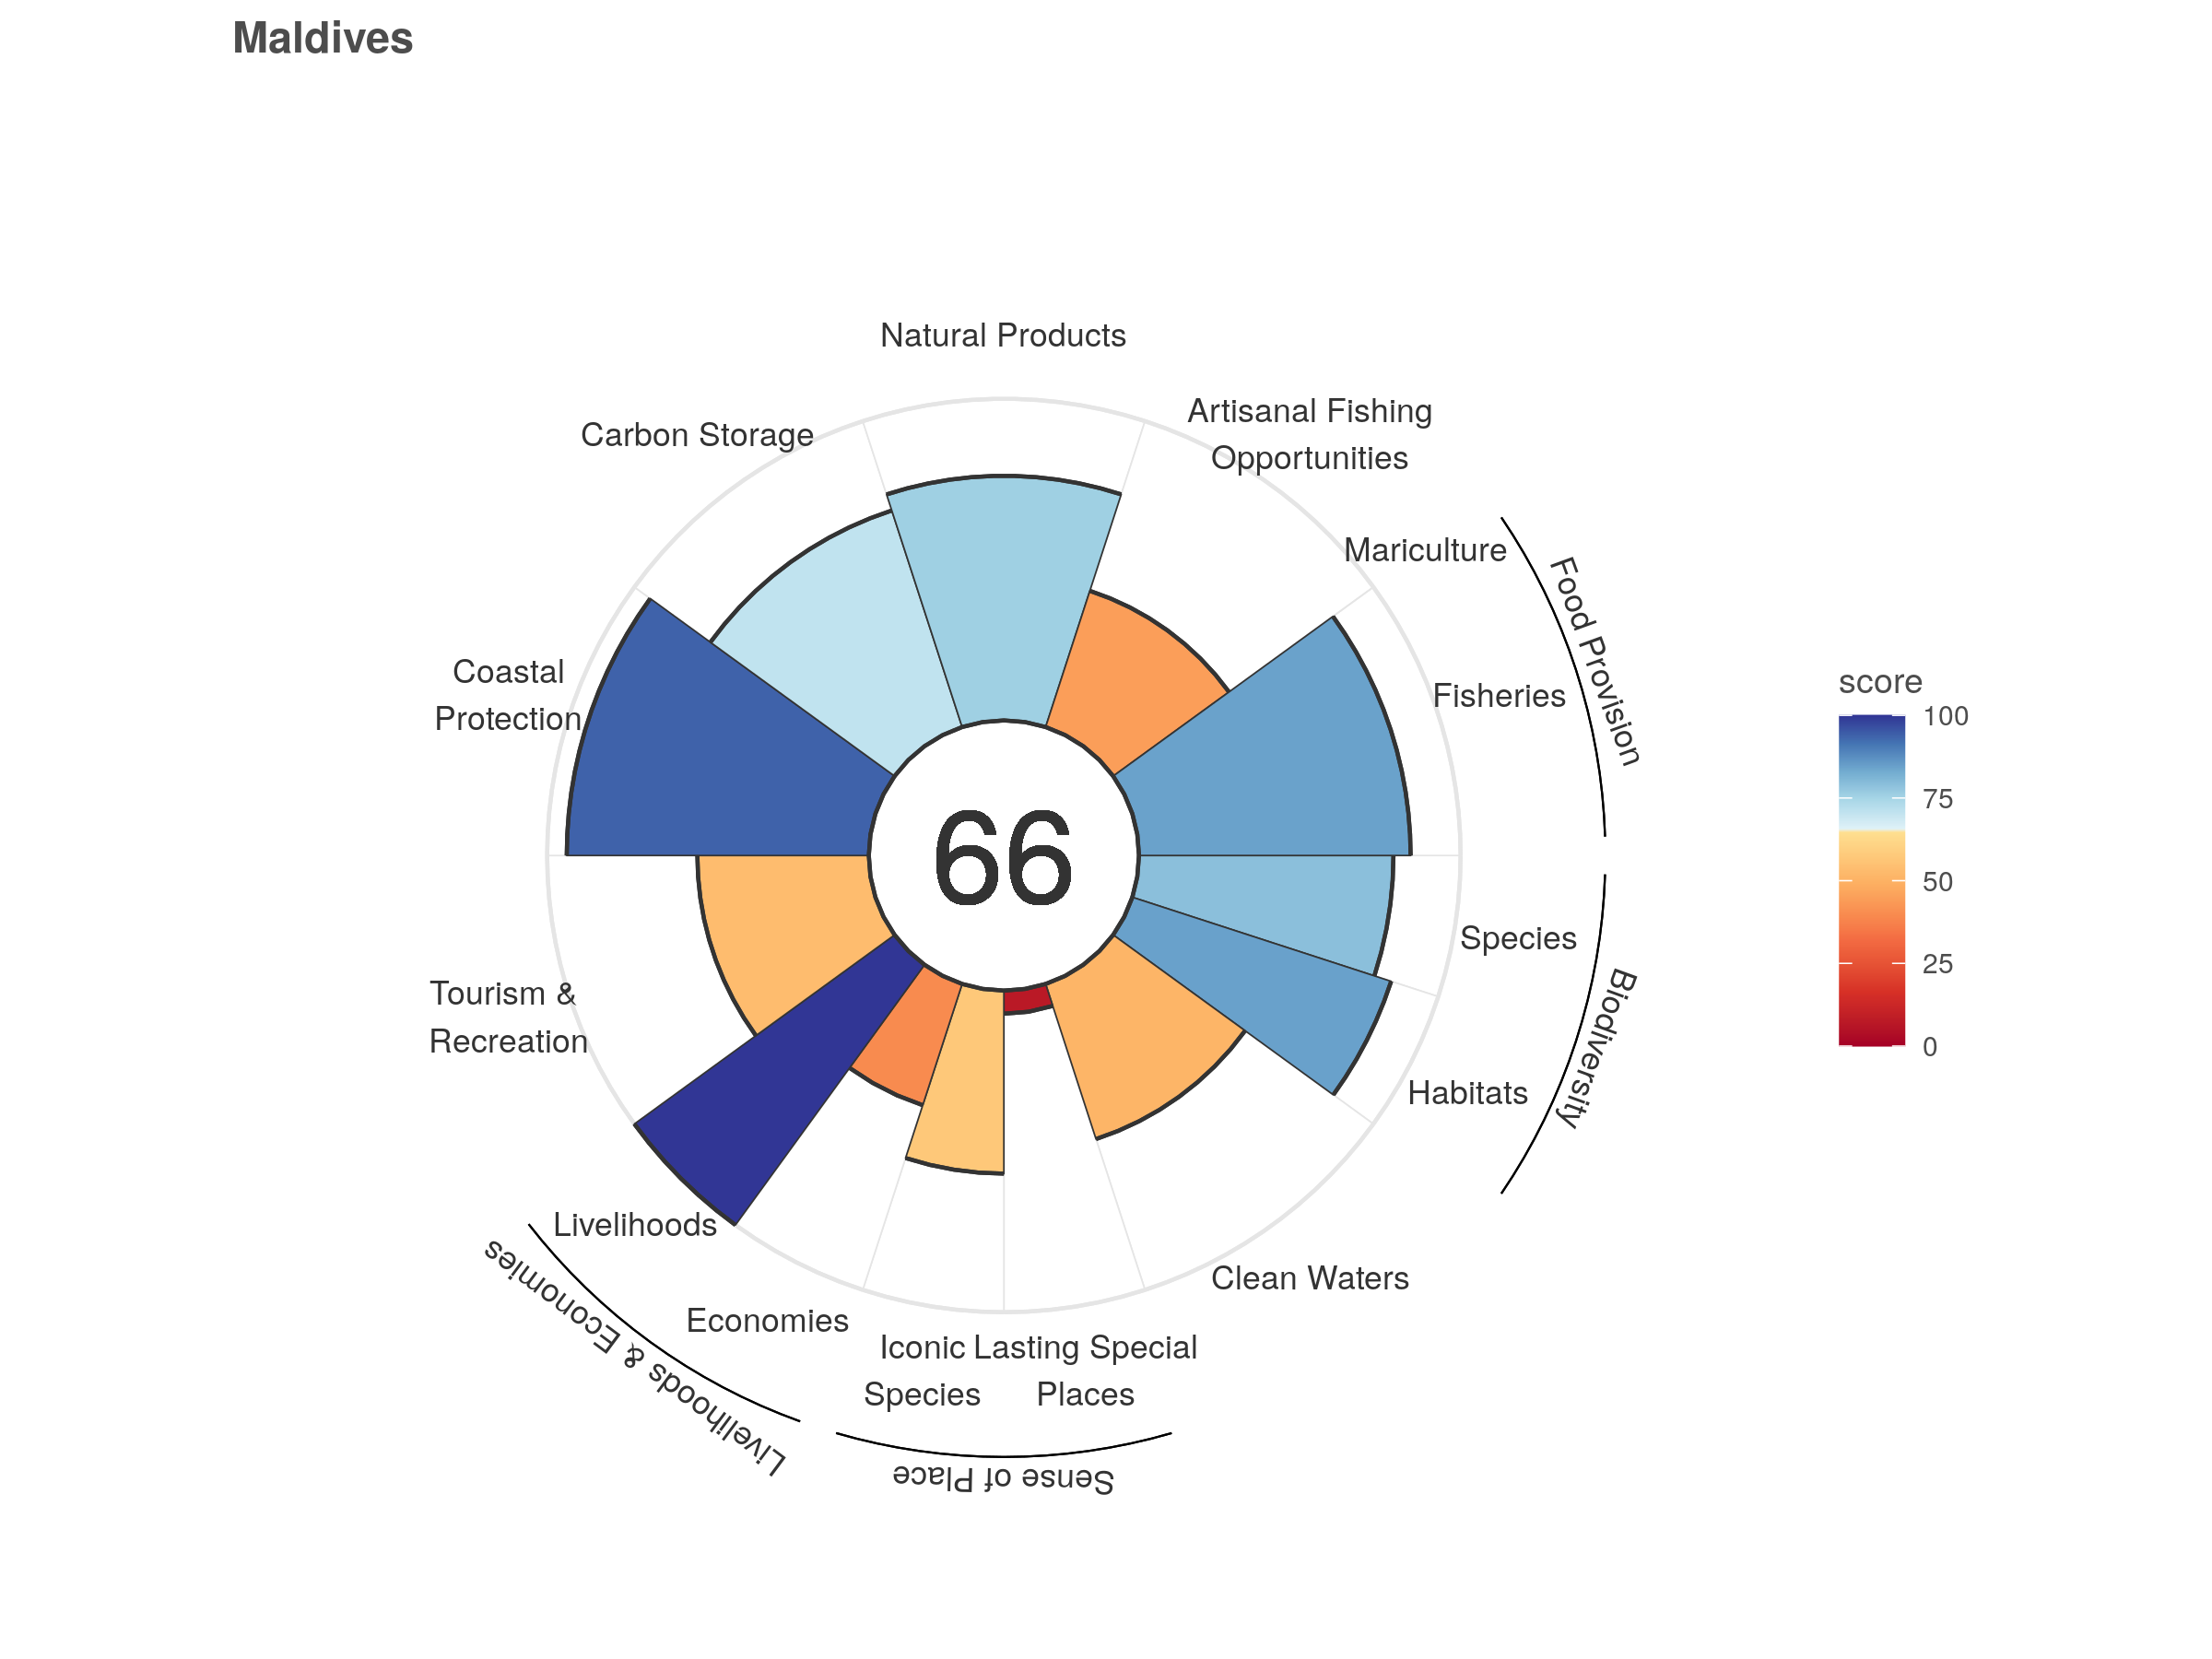 Maldives
Natural Products
Artisanal Fishing
Opportunities
Carbon Storage
Mariculture
Food Provision
Fisheries
Coastal
Protection
score
100
75
50
25
0
66
Species
Biodiversity
Habitats
Tourism &
Recreation
Livelihoods
Livelihoods & Economies
Economies
Clean Waters
Iconic
Species
Lasting Special
Places
Sense of Place